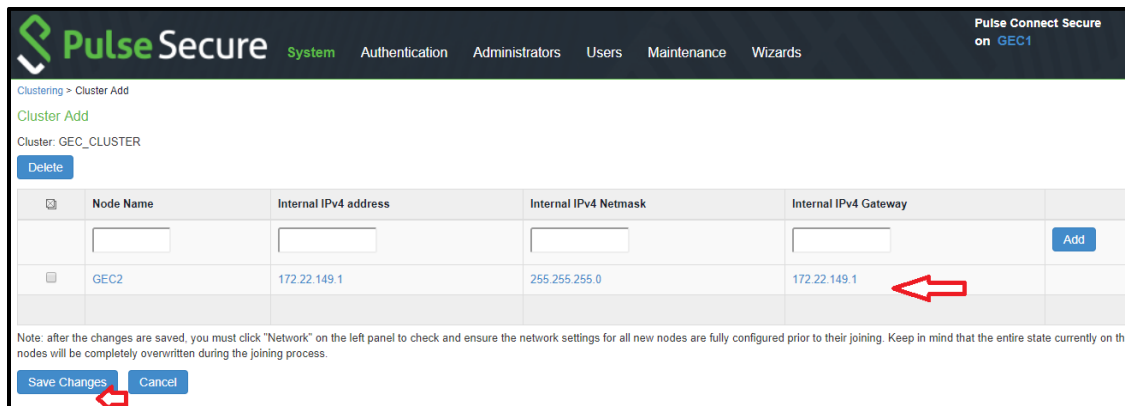 Pulse Secure
System Authentication Administrators Users Maintenance Wizards
Pulse Connect Secure
on GEC1
Clustering > Cluster Add
Cluster Add
Cluster: GEC_CLUSTER
Delete
Node Name Internal IPv4 address Internal IPv4 Netmask Internal IPv4 Gateway
Add
GEC2 172.22.149.1 255.255.255.0 172.22.149.1
Note: after the changes are saved, you must click "Network" on the left panel to check and ensure the network settings for all new nodes are fully configured prior to their joining. Keep in mind that the entire state currently on
nodes will be completely overwritten during the joining process.
Save Changes Cancel